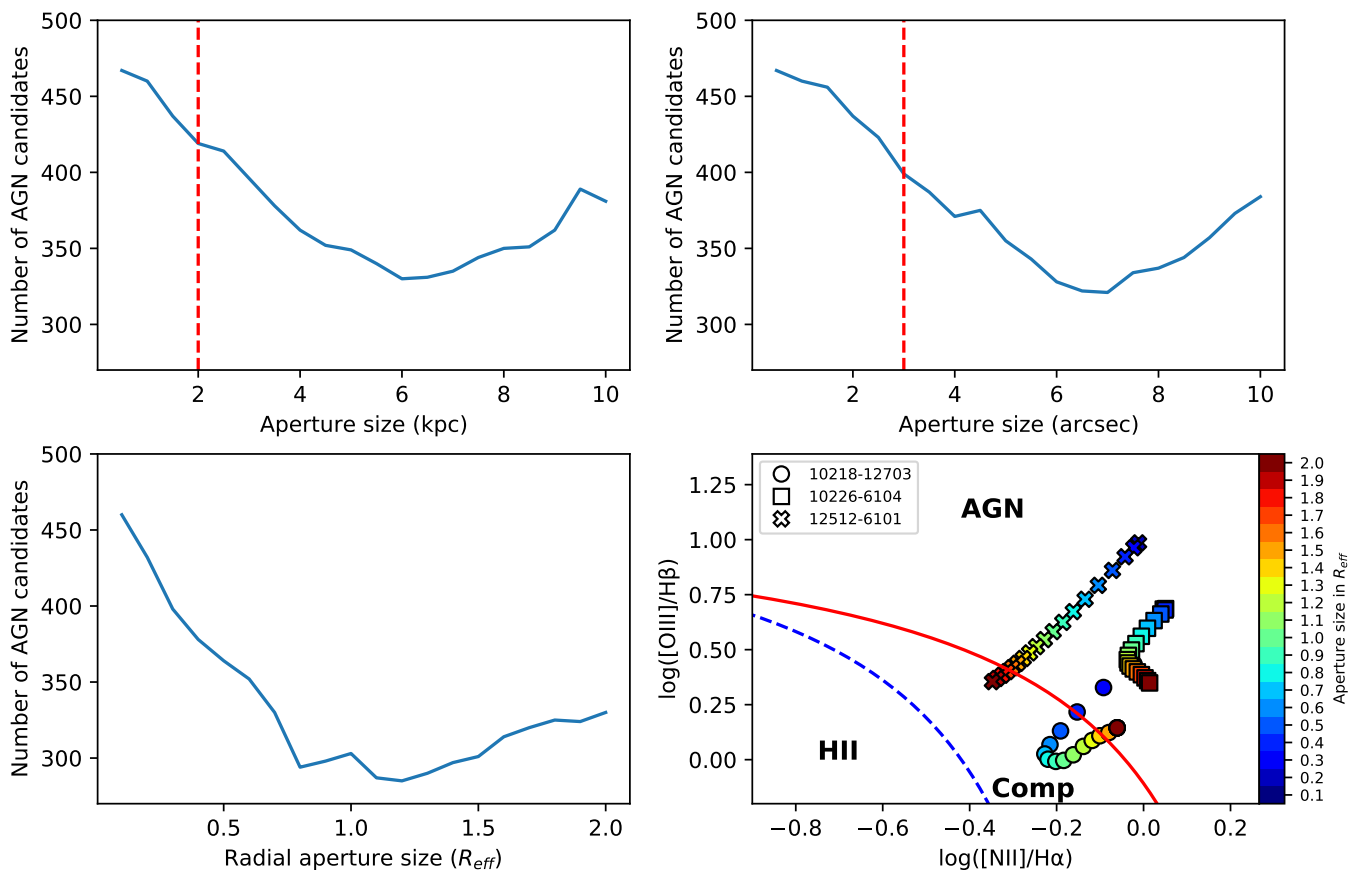 500
450
400
350
300
Number of AGN candidates
2 4 6 8 10
Aperture size (kpc)
500
450
400
350
300
Number of AGN candidates
2 4 6 8 10
Aperture size (arcsec)
500
450
400
350
300
Number of AGN candidates
0.5 1.0 1.5 2.0
Radial aperture size (Reff)
1.25
1.00
0.75
0.50
0.25
0.00
log([OIII]/Hβ)
10218-12703
10226-6104
12512-6101
AGN
HII
Comp
−0.8 −0.6 −0.4 −0.2 0.0 0.2
log([NII]/Hα)
2.0
1.9
1.8
1.7
1.6
1.5
1.3
1.2
1.0
0.9
0.8
0.7
0.6
0.5
0.4
0.3
0.2
0.1
Aperture size in Reff